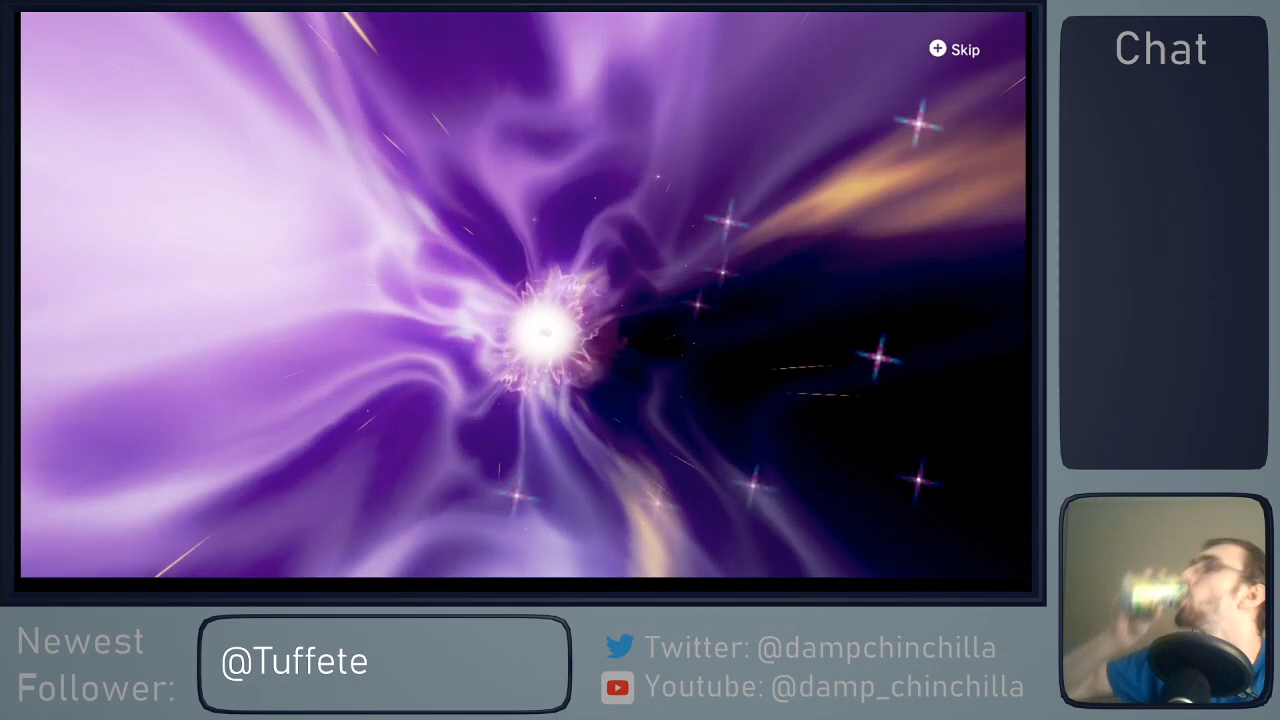 Skip
Chat
Newest
Follower:
@Tuffete
Twitter: @dampchinchilla
Youtube: @damp_chinchilla